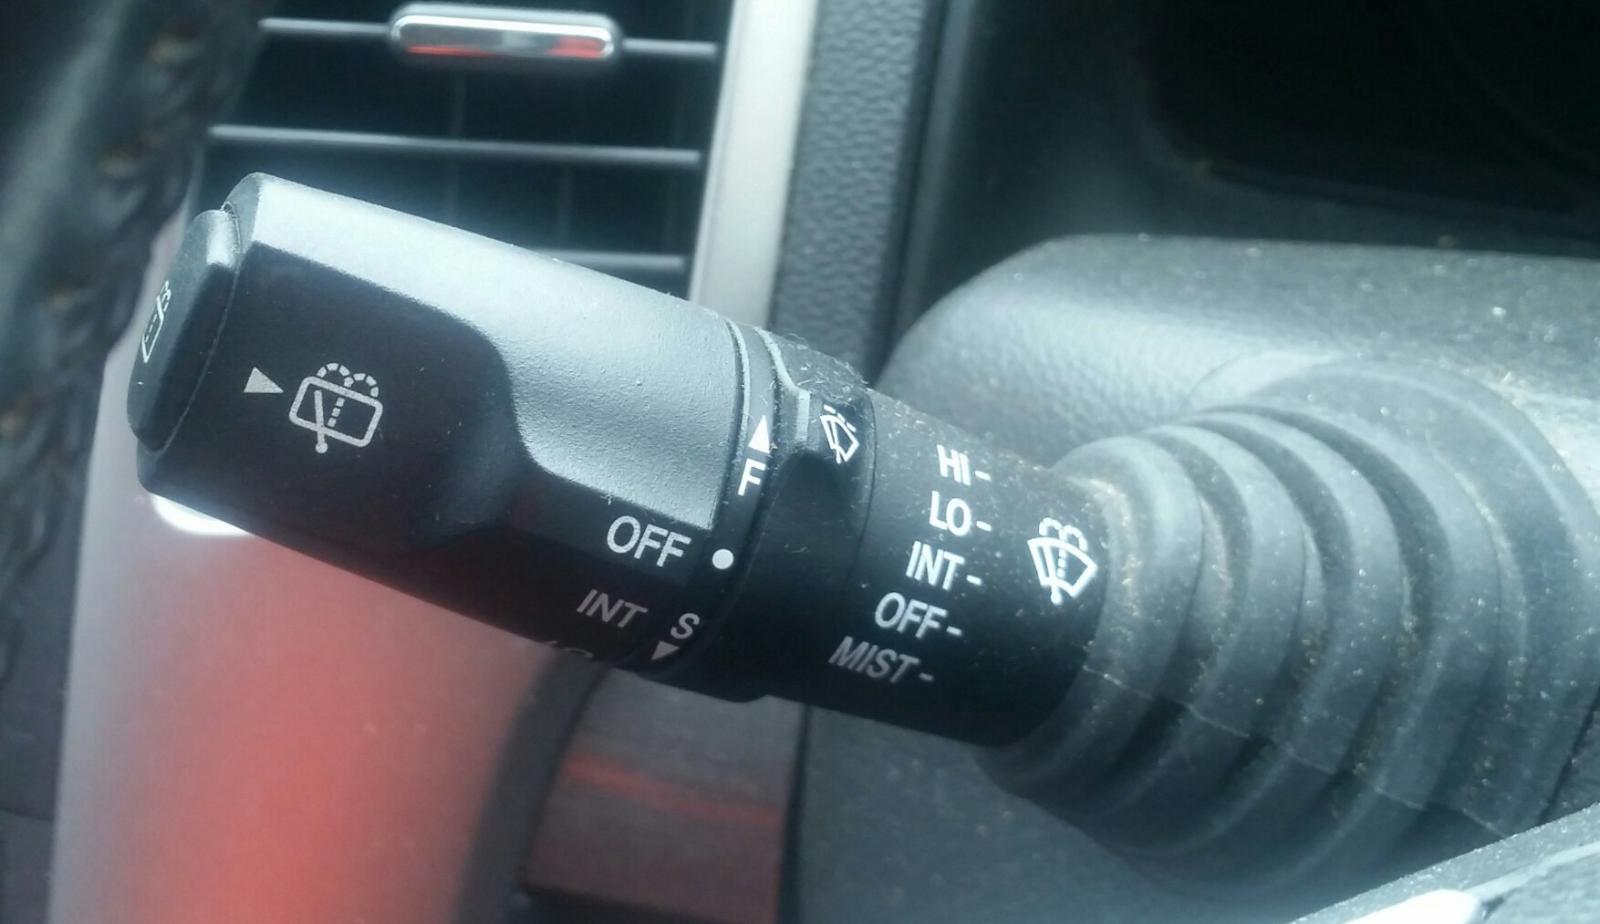 F
OFF
INT
S
HI-
LO-
INT-
OFF-
MIST-